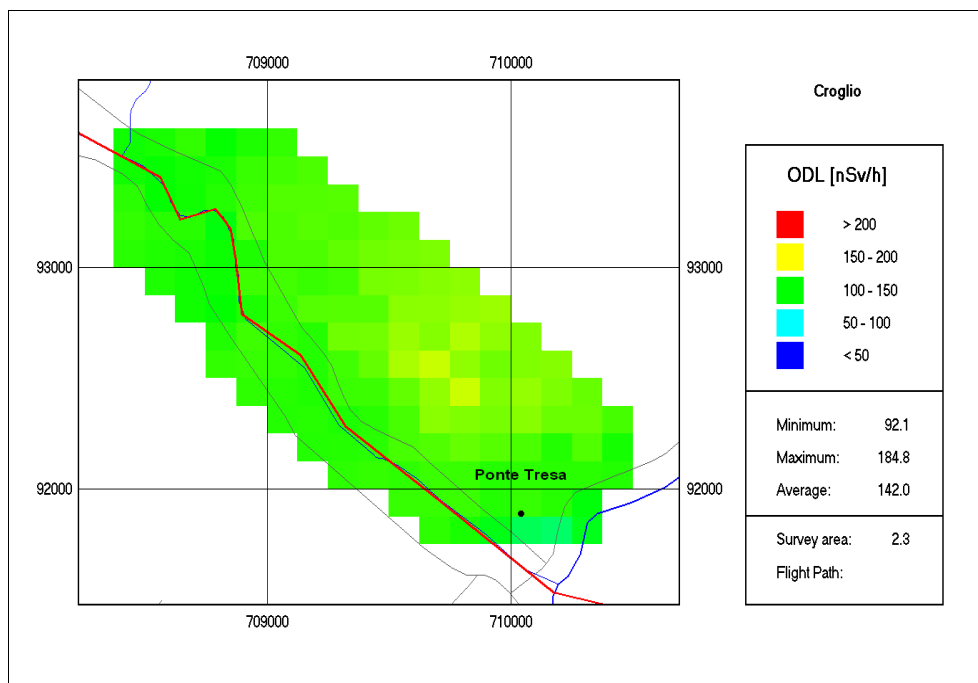 709000
710000
Croglio
ODL [nSv/h]
> 200
150 - 200
93000
93000
100 - 150
50 - 100
< 50
Minimum: 92.1
Maximum: 184.8
Ponte Tresa
92000
92000
Average: 142.0
Survey area: 2.3
Flight Path:
709000
710000